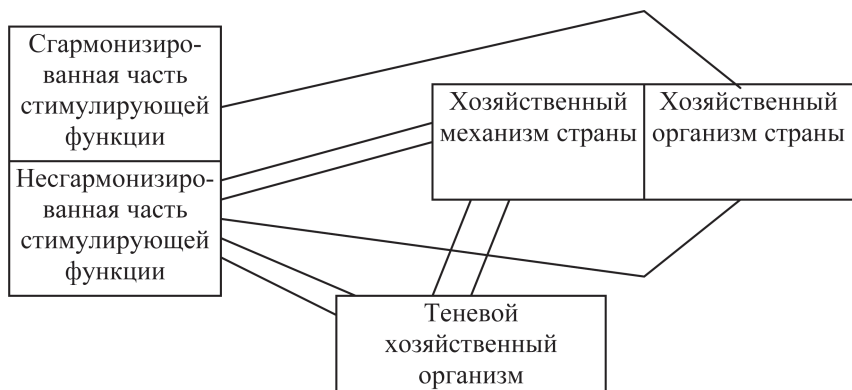 Сгармонизиро-
ванная часть
стимулирующей
функции
Несгармонизиро-
ванная часть
стимулирующей
функции
Хозяйственный
механизм страны
Хозяйственный
организм страны
Теневой
хозяйственный
организм